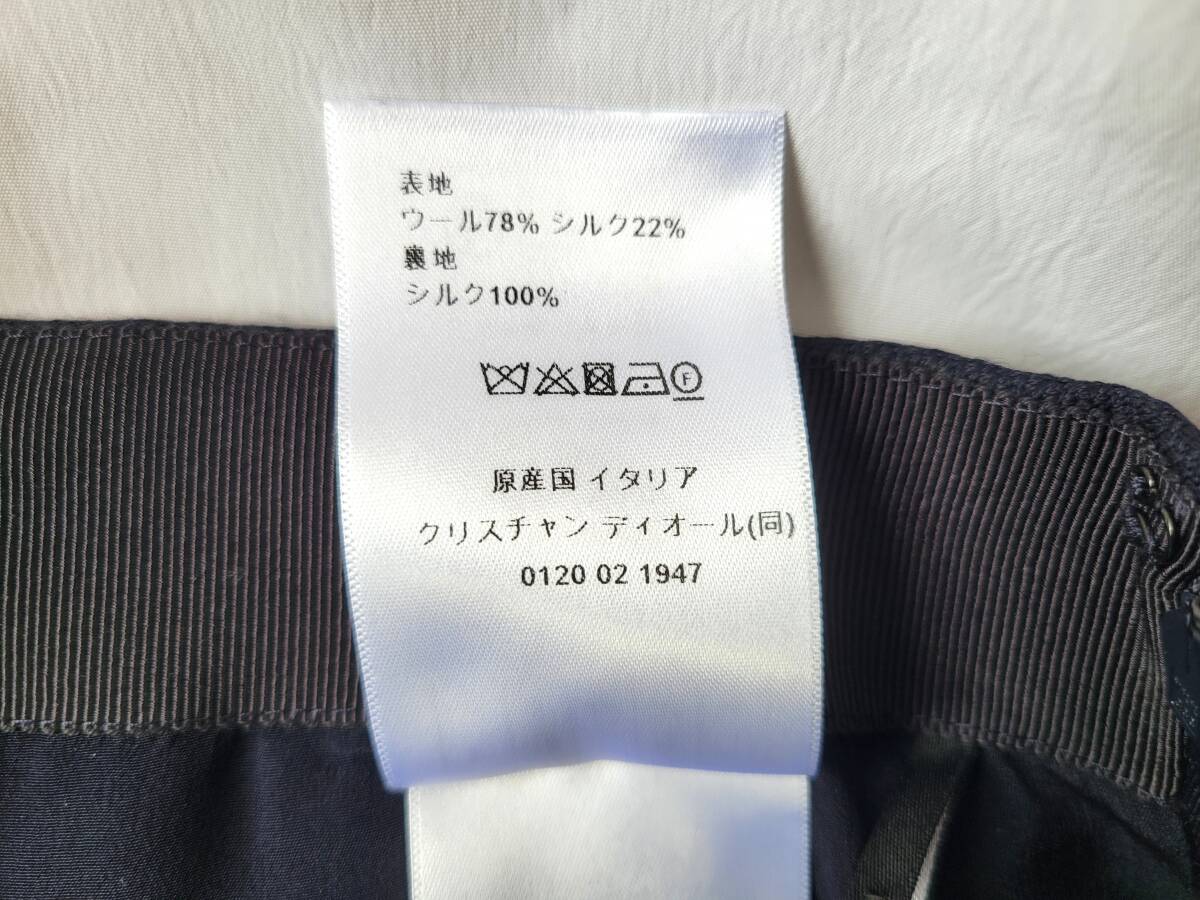 表地
ウール78% シルク22%
裏地
シルク100%
F
原産国 イタリア
クリスチャン ディオール(同)
0120 02 1947